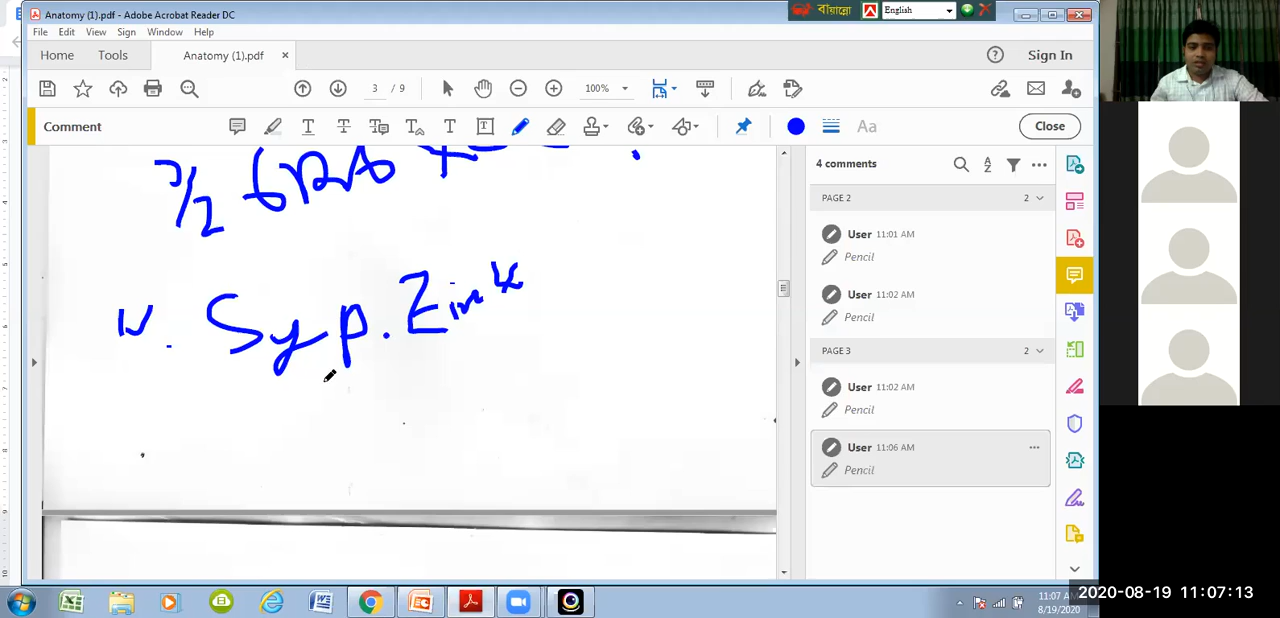 Anatomy (1).pdf - Adobe Acrobat Reader DC
বায়ান্নো
English
File Edit View Sign Window Help
Home Tools Anatomy (1).pdf × Sign In
3 / 9 100%
Comment
Aa Close
4 comments
PAGE 2 2
User 11:01 AM
Pencil
User 11:02 AM
Pencil
PAGE 3 2
User 11:02 AM
Pencil
User 11:06 AM
Pencil
IV. Syp. Zink
11:07 AM
8/19/2020
2020-08-19 11:07:13